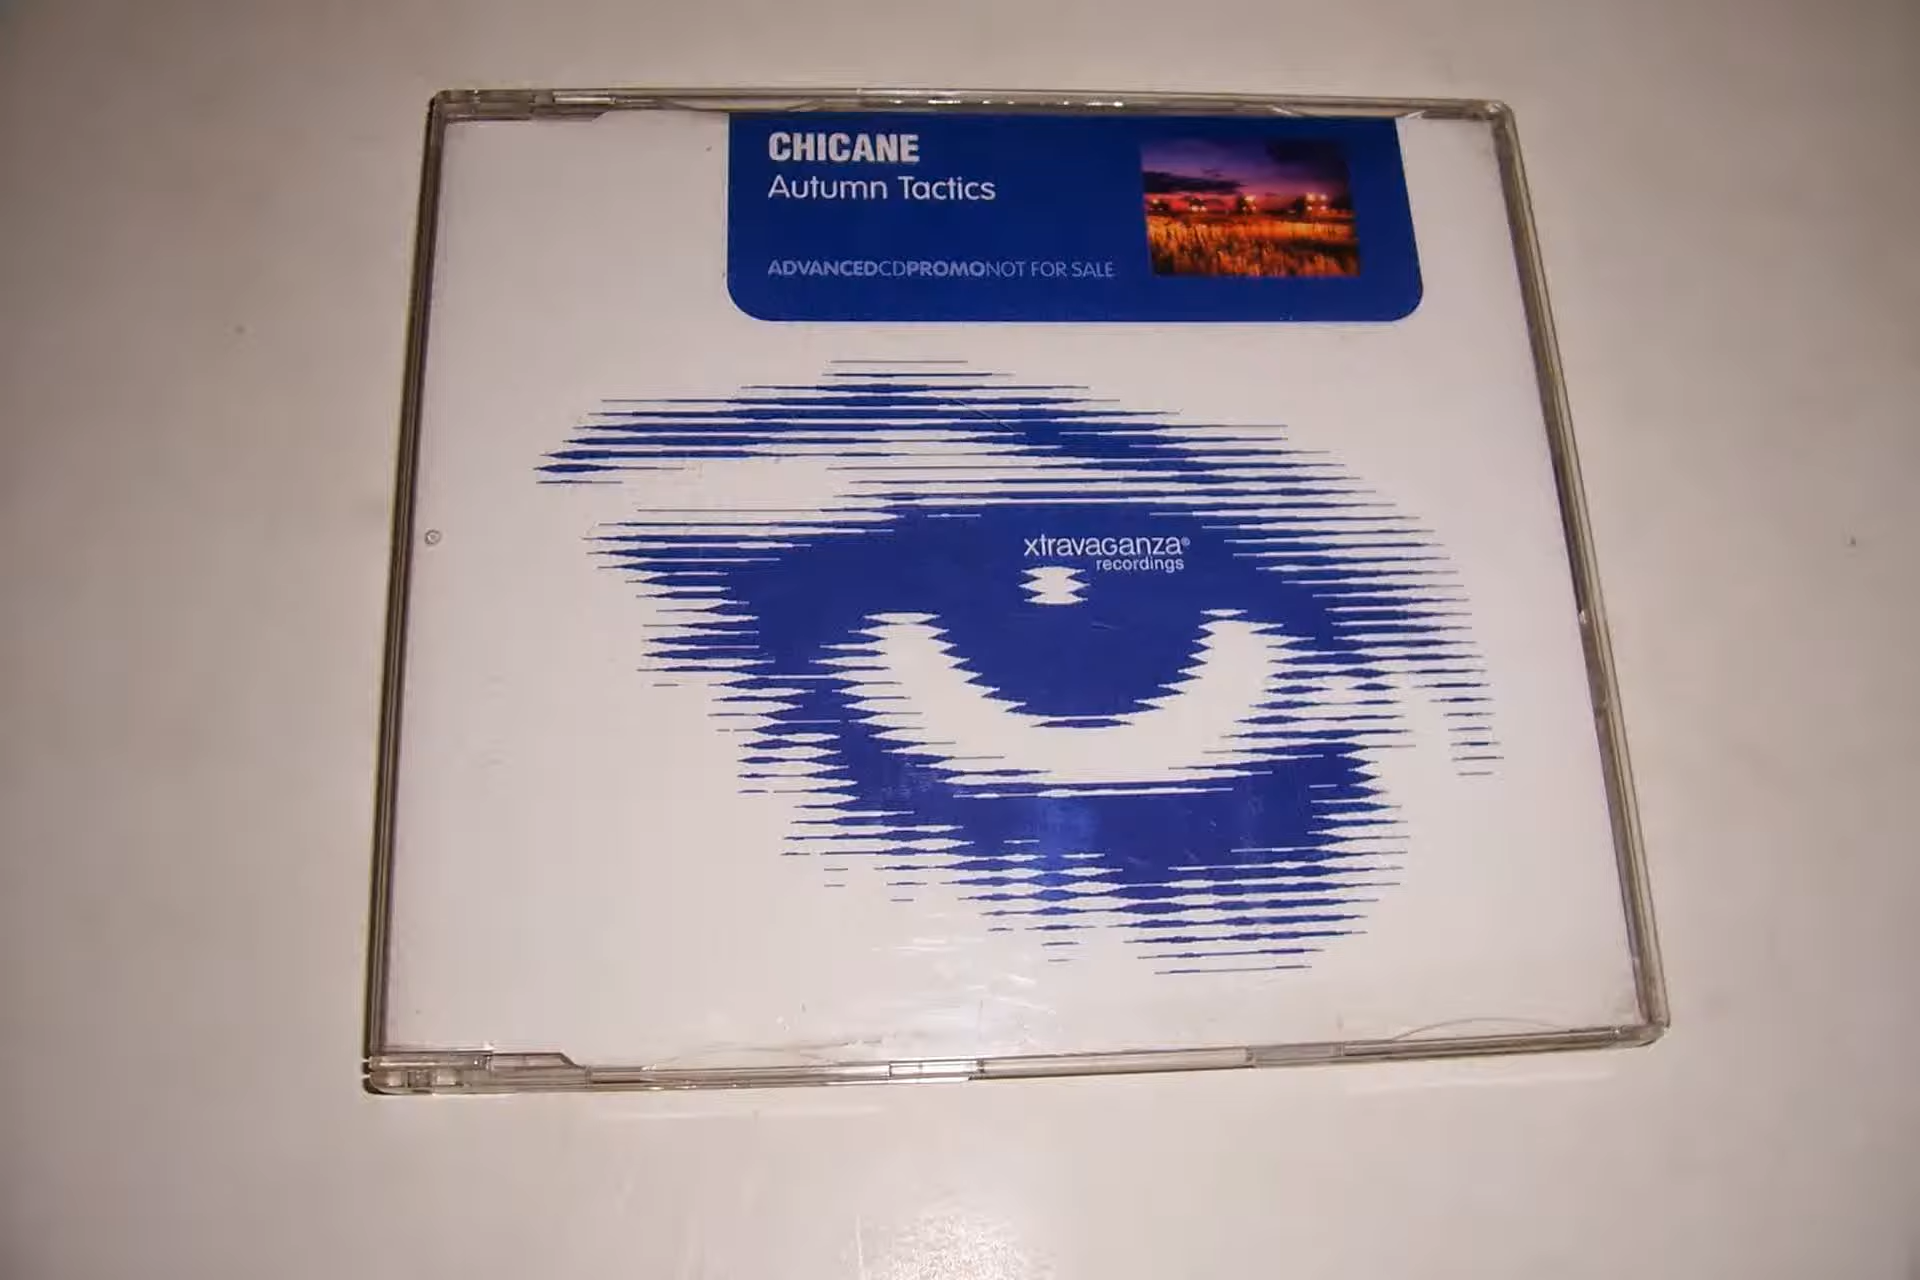 CHICANE
Autumn Tactics
ADVANCEDCDPROMONOT FOR SALE
xtravaGanza®
recordings